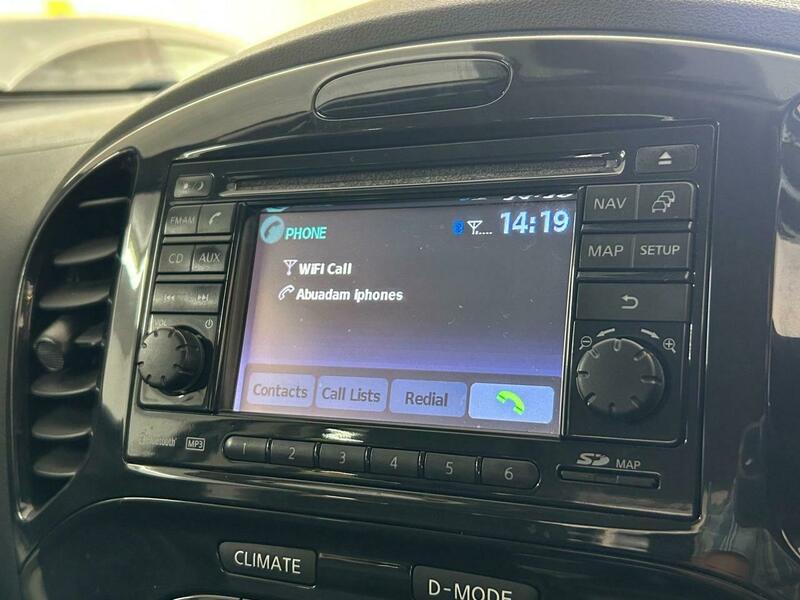 PHONE 14:19
WIFI Call
Abuadam iphones
Contacts Call Lists Redial
FM·AM
CD AUX
VOL
NAV
MAP SETUP
Bluetooth MP3
1 2 3 4 5 6
SD MAP
CLIMATE
D-MODE